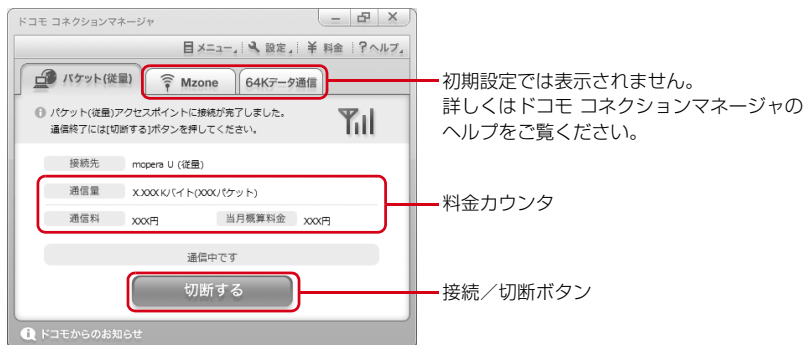 ドコモ コネクションマネージャ
メニュー 設定 料金 ?ヘルプ
パケット(従量) Mzone 64Kデータ通信
初期設定では表示されません。
詳しくはドコモ コネクションマネージャの
ヘルプをご覧ください。
パケット(従量)アクセスポイントに接続が完了しました。
通信終了には[切断する]ボタンを押してください。
接続先 mopera U (従量)
通信量 X.XXX Kバイト(XXXパケット)
通信料 xxx円 当月概算料金 xxx円
料金カウンタ
通信中です
切断する
接続/切断ボタン
ドコモからのお知らせ